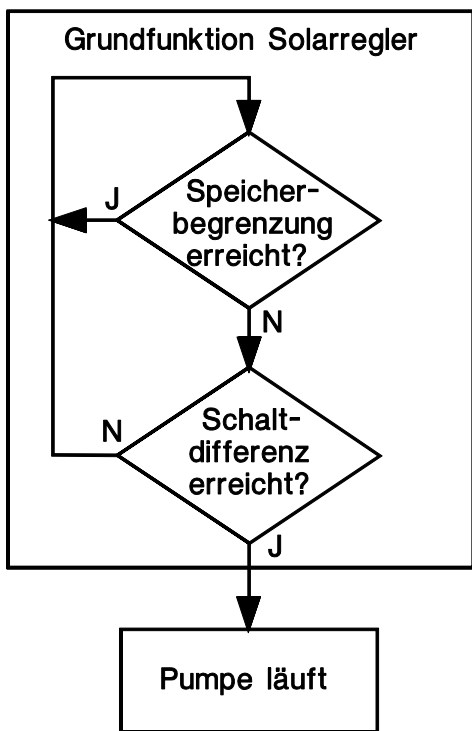 Grundfunktion Solarregler
J
Speicher-
begrenzung
erreicht?
N
N
Schalt-
differenz
erreicht?
J
Pumpe läuft